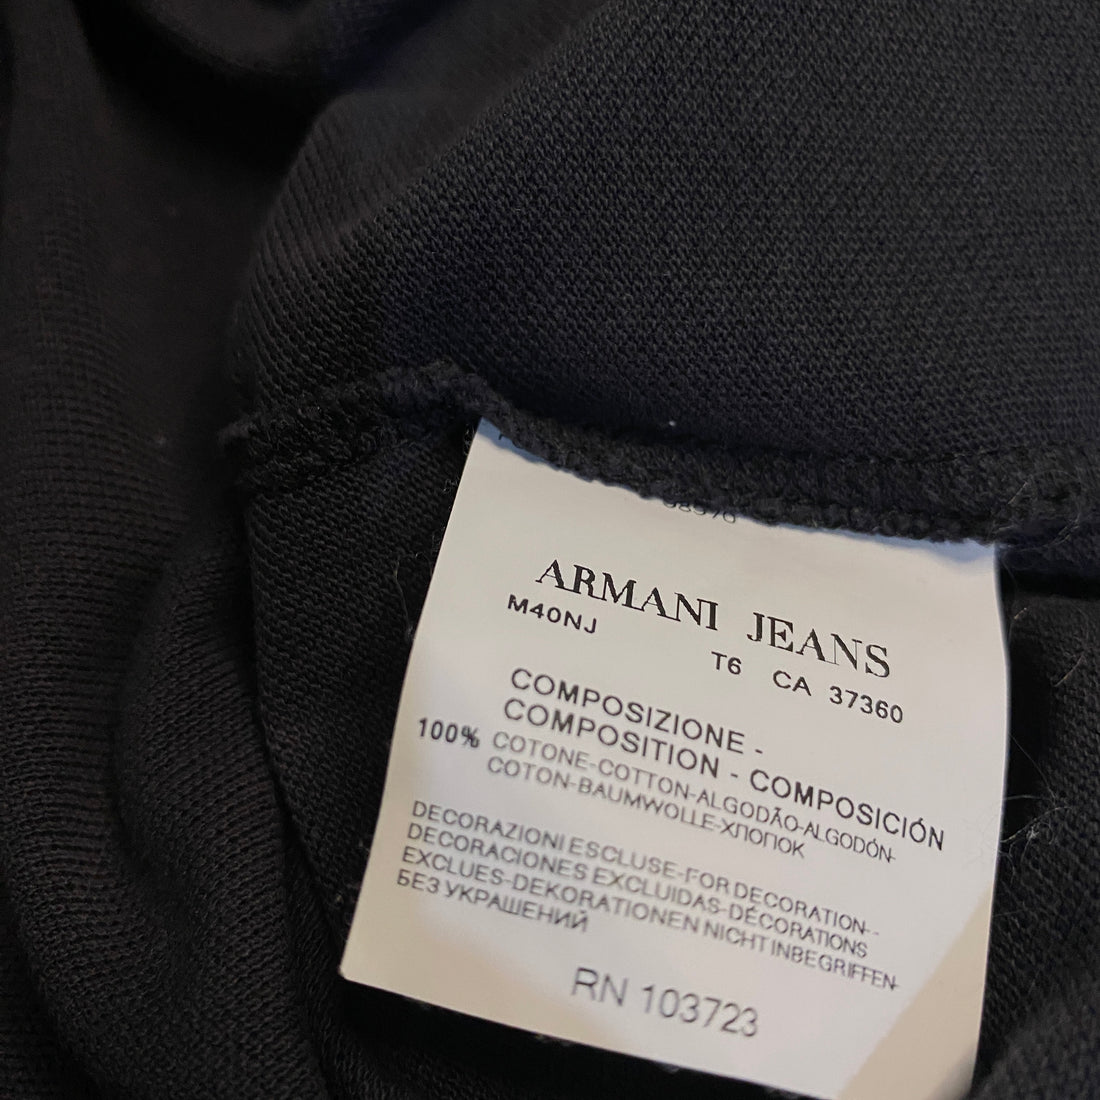 ARMANI JEANS
M40NJ
T6 CA 37360
COMPOSIZIONE -
COMPOSITION - COMPOSICIÓN
100% COTONE-COTTON-ALGODÃO-ALGODÓN-
COTON-BAUMWOLLE-ХЛОПОК
DECORAZIONI ESCLUSE-FOR DECORATION--
DECORACIONES EXCLUIDAS-DÉCORATIONS
EXCLUES-DEKORATIONEN NICHT INBEGRIFFEN-
БЕЗ УКРАШЕНИЙ
RN 103723